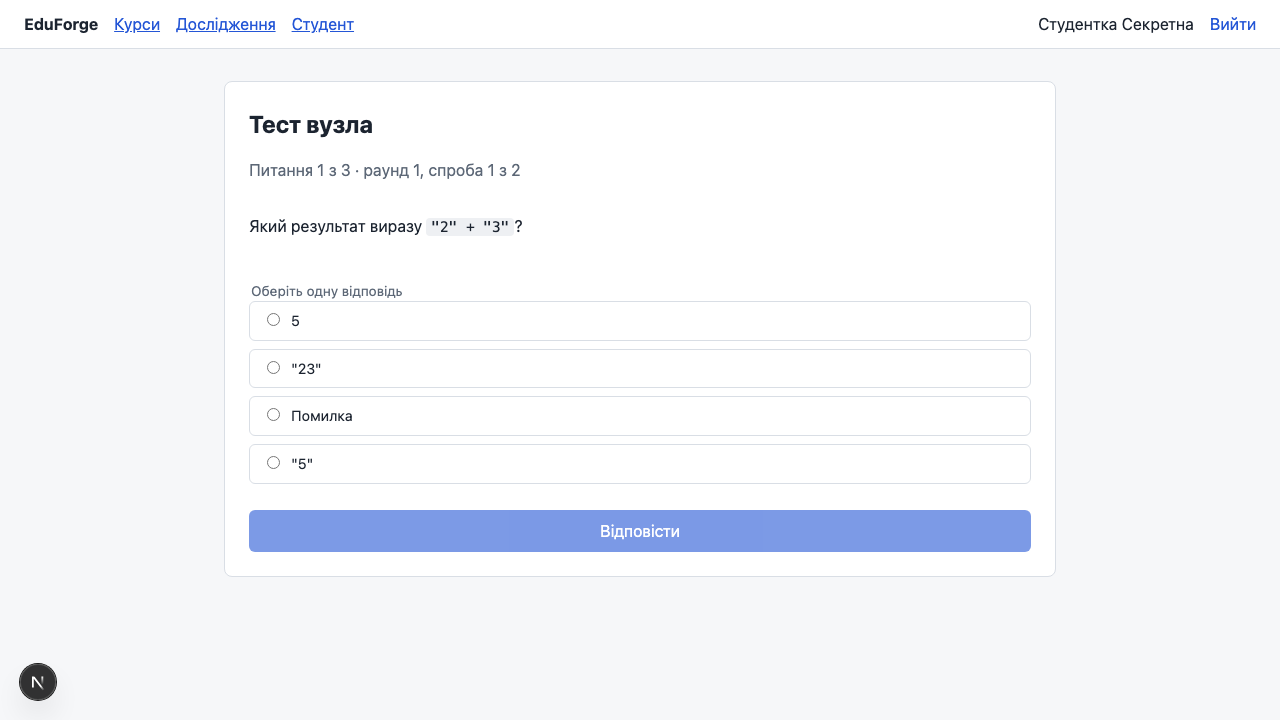 EduForge Курси Дослідження Студент Студентка Секретна Вийти
Тест вузла
Питання 1 з 3 · раунд 1, спроба 1 з 2
Який результат виразу "2" + "3"?
Оберіть одну відповідь
5
"23"
Помилка
"5"
Відповісти
N